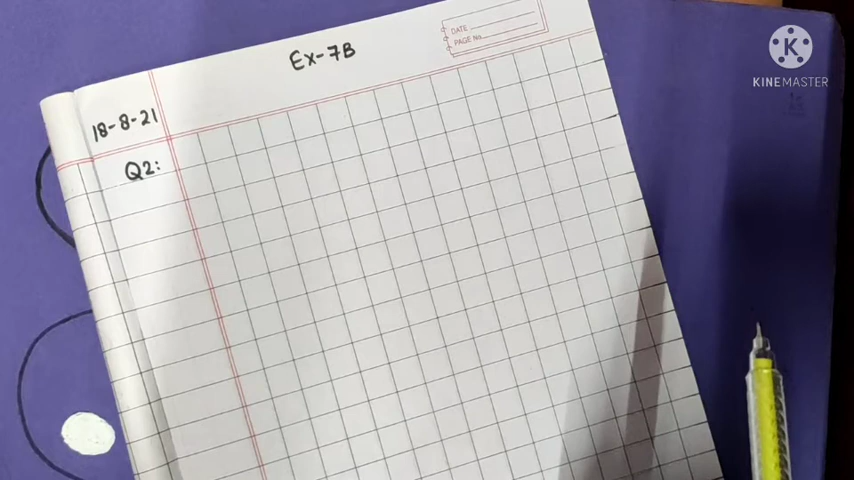 Ex-7B
DATE
PAGE No.
18-8-21
Q2:
K
KINEMASTER